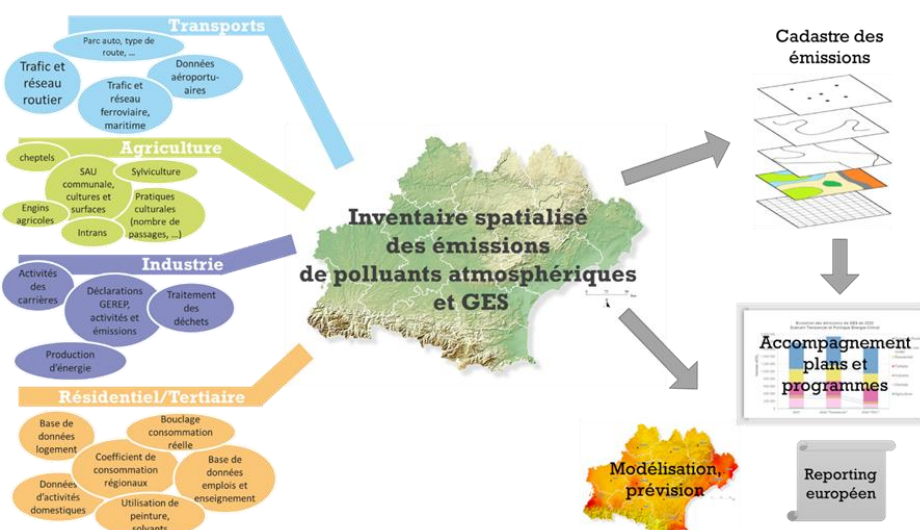 Transports
Parc auto, type de
route, ...
Trafic et
réseau
routier
Données
aéroportu-
aires
Trafic et
réseau
ferroviaire,
maritime
Agriculture
cheptels
SAU
communale,
cultures et
surfaces
Sylviculture
Engins
agricoles
Pratiques
culturales
(nombre de
passages, ...)
Intrans
Industrie
Activités
des
carrières
Déclarations
GEREP,
activités et
émissions
Traitement
des
déchets
Production
d'énergie
Résidentiel/Tertiaire
Base de
données
logement
Bouclage
consommation
réelle
Coefficient de
consommation
régionaux
Base de
données
emplois et
enseignement
Données
d'activités
domestiques
Utilisation de
peinture,
solvants
Inventaire spatialisé
des émissions
de polluants atmosphériques
et GES
Cadastre des
émissions
Accompagnement
plans et
programmes
Modélisation,
prévision
Reporting
européen